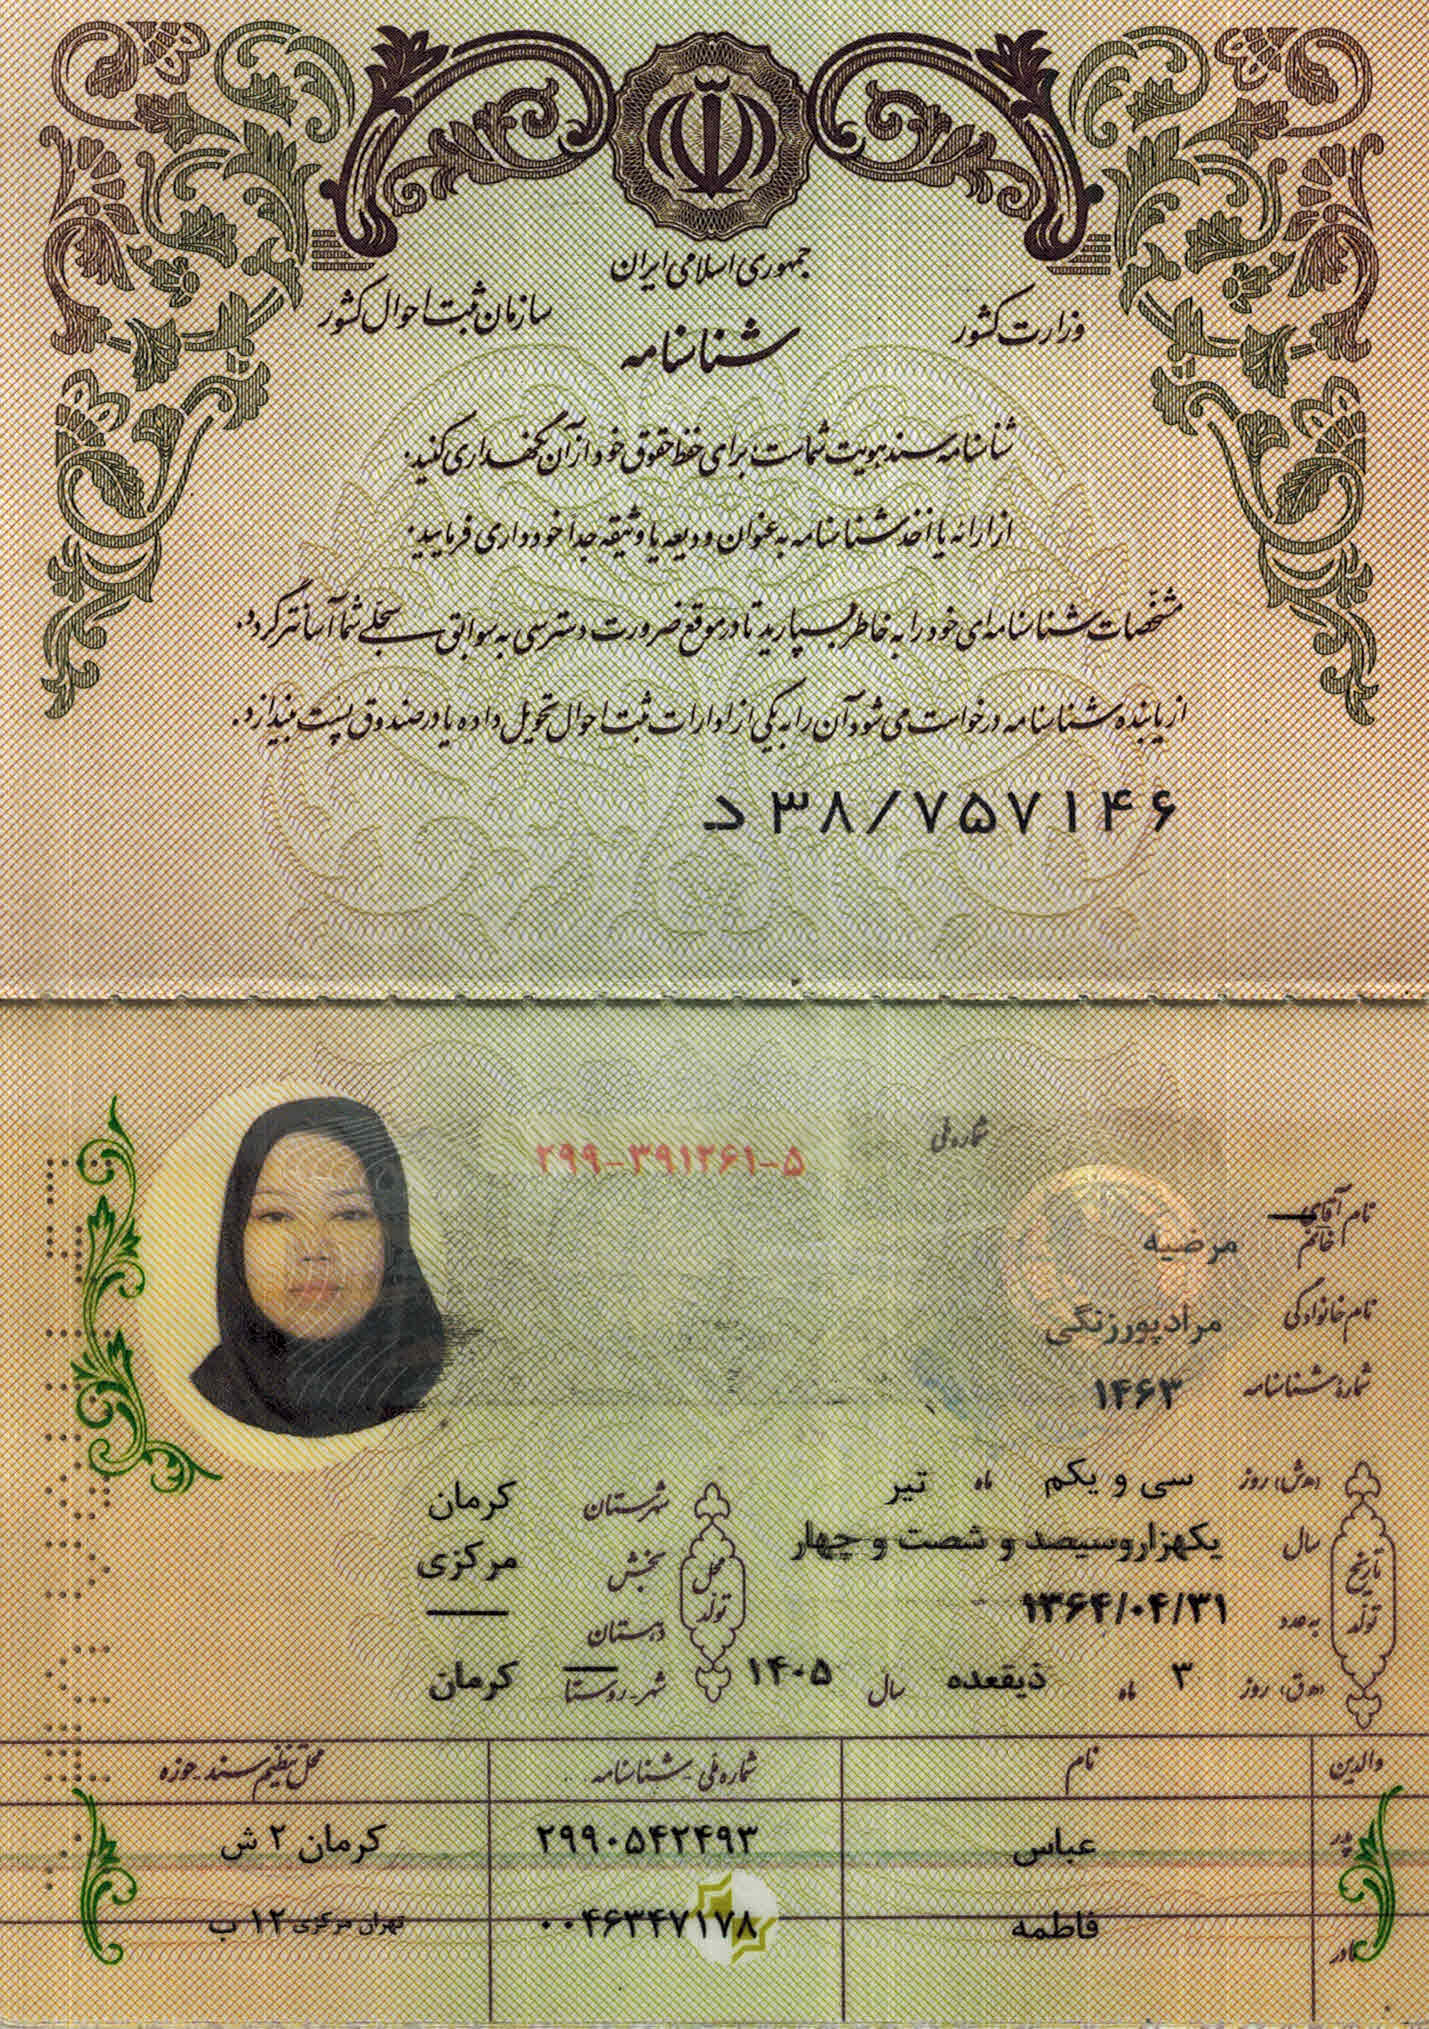 جمهوری اسلامی ایران
وزارت کشور
سازمان ثبت احوال کشور
شناسنامه
شناسنامه سند هویت شماست، برای حفظ حقوق خود از آن نگهداری کنید.
از ارائه یا أخذ شناسنامه به عنوان ودیعه یا وثیقه جداً خودداری فرمایید.
مشخّصات شناسنامه‌ای خود را به خاطر بسپارید تا در موقع ضرورت دسترسی به سوابق سجلی شما آسانتر گردد.
از یابنده شناسنامه درخواست می‌شود آن را به یکی از ادارات ثبت احوال تحویل داده یا در صندوق پست بیندازد.
د ۳۸/۷۵۷۱۴۶
شماره ملی ۲۹۹-۳۹۱۲۶۱-۵
نام آقای خانم مرضیه
نام خانوادگی مرادپورزنگی
شمارهٔ شناسنامه ۱۴۶۳
تاریخ تولد
(ه.ش) روز سی و یکم ماه تیر
سال یکهزاروسیصد و شصت و چهار
به عدد ۱۳۶۴/۰۴/۳۱
(ه.ق) روز ۳ ماه ذیقعده سال ۱۴۰۵
محل تولد
شهرستان کرمان
بخش مرکزی
دهستان ——
شهر-روستا کرمان
والدین نام شماره ملی-شناسنامه محل تنظیم سند-حوزه
پدر عباس ۲۹۹۰۵۴۲۴۹۳ کرمان ۲ ش
مادر فاطمه ۰۰۴۶۳۴۷۱۷۸ تهران مرکزی ۱۲ ب